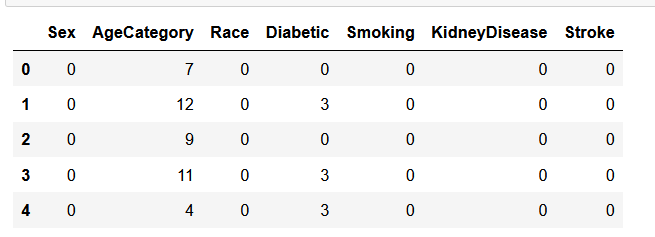 Sex AgeCategory Race Diabetic Smoking KidneyDisease Stroke
0 0 7 0 0 0 0 0
1 0 12 0 3 0 0 0
2 0 9 0 0 0 0 0
3 0 11 0 3 0 0 0
4 0 4 0 3 0 0 0